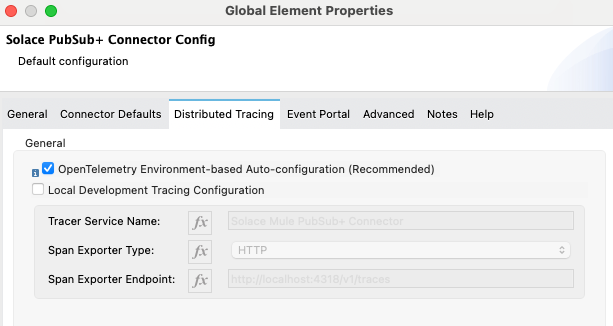 Global Element Properties
Solace PubSub+ Connector Config
Default configuration
General Connector Defaults Distributed Tracing Event Portal Advanced Notes Help
General
OpenTelemetry Environment-based Auto-configuration (Recommended)
Local Development Tracing Configuration
Tracer Service Name: fx Solace Mule PubSub+ Connector
Span Exporter Type: fx HTTP
Span Exporter Endpoint: fx http://localhost:4318/v1/traces